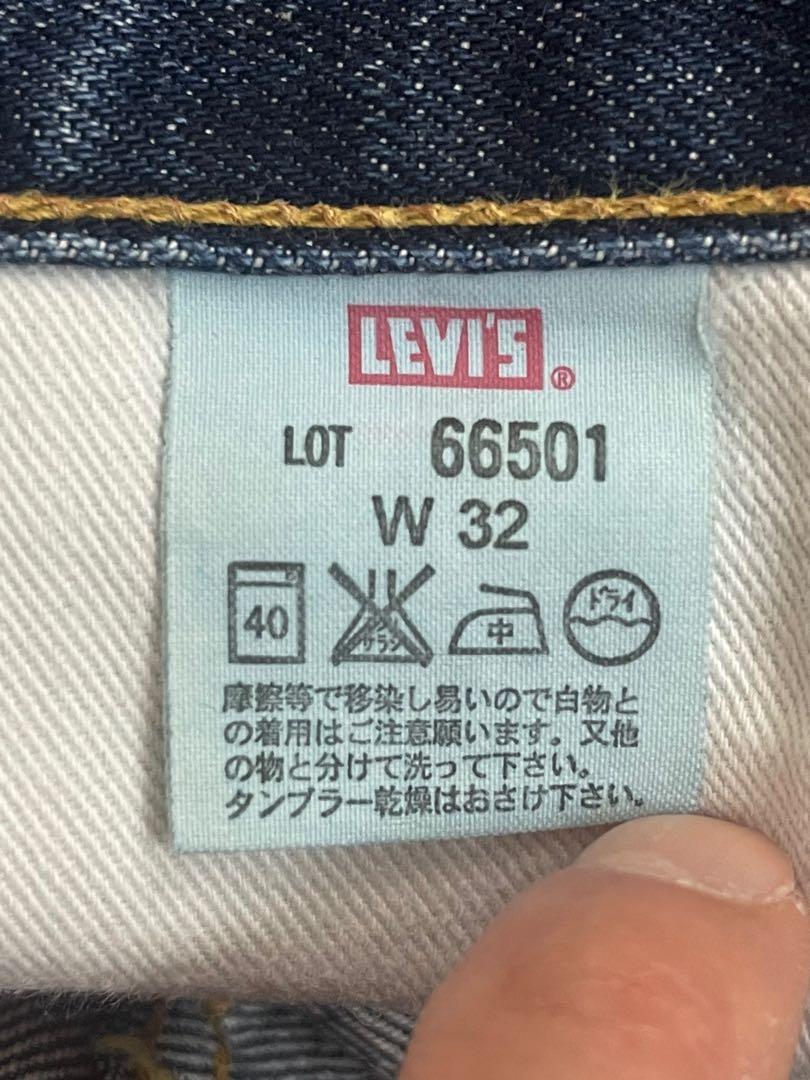 LEVI'S ®
LOT 66501
W 32
40 エンソ サラシ 中 ドライ
摩擦等で移染し易いので白物と
の着用はご注意願います。又他
の物と分けて洗って下さい。
タンブラー乾燥はおさけ下さい。